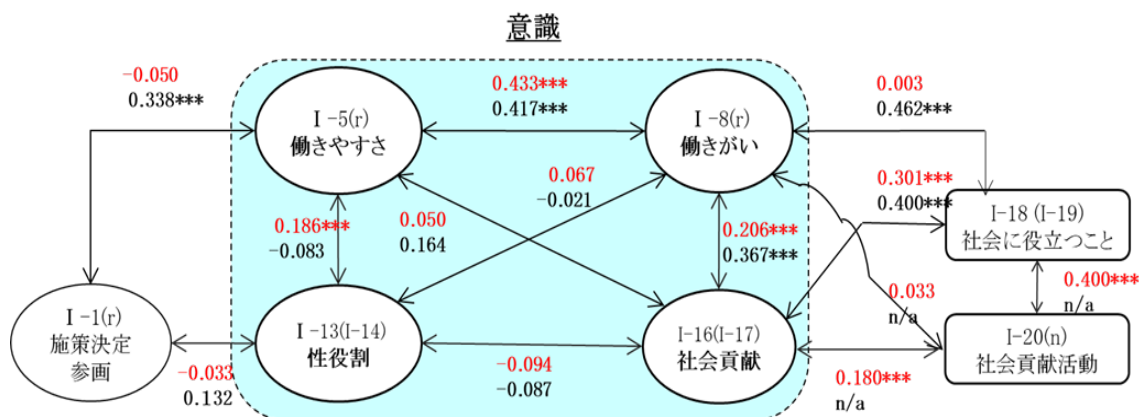 意識
-0.050
0.338***
0.433***
0.417***
0.003
0.462***
Ⅰ-5(r)
働きやすさ
Ⅰ-8(r)
働きがい
0.067
-0.021
0.301***
0.400***
0.186***
-0.083
0.050
0.164
0.206***
0.367***
Ⅰ-18 (Ⅰ-19)
社会に役立つこと
0.400***
n/a
0.033
n/a
Ⅰ-1(r)
施策決定
参画
Ⅰ-13(Ⅰ-14)
性役割
Ⅰ-16(Ⅰ-17)
社会貢献
Ⅰ-20(n)
社会貢献活動
-0.033
0.132
-0.094
-0.087
0.180***
n/a